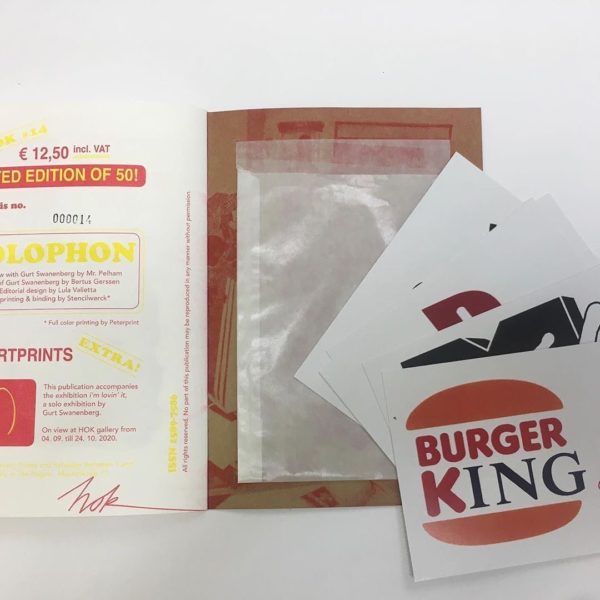 OK #14
€ 12,50 incl. VAT
TED EDITION OF 50!
is no.
000014
OLOPHON
w with Gurt Swanenberg by Mr. Pelham
of Gurt Swanenberg by Bertus Gerssen
Editorial design by Lula Valletta
printing & binding by Stencilwerck*
* Full color printing by Peterprint
RTPRINTS
EXTRA!
This publication accompanies
the exhibition i'm lovin' it,
a solo exhibition by
Gurt Swanenberg.
On view at HOK gallery from
04. 09. till 24. 10. 2020.
hok
All rights reserved. No part of this publication may be reproduced in any manner without permission.
BURGER
KING